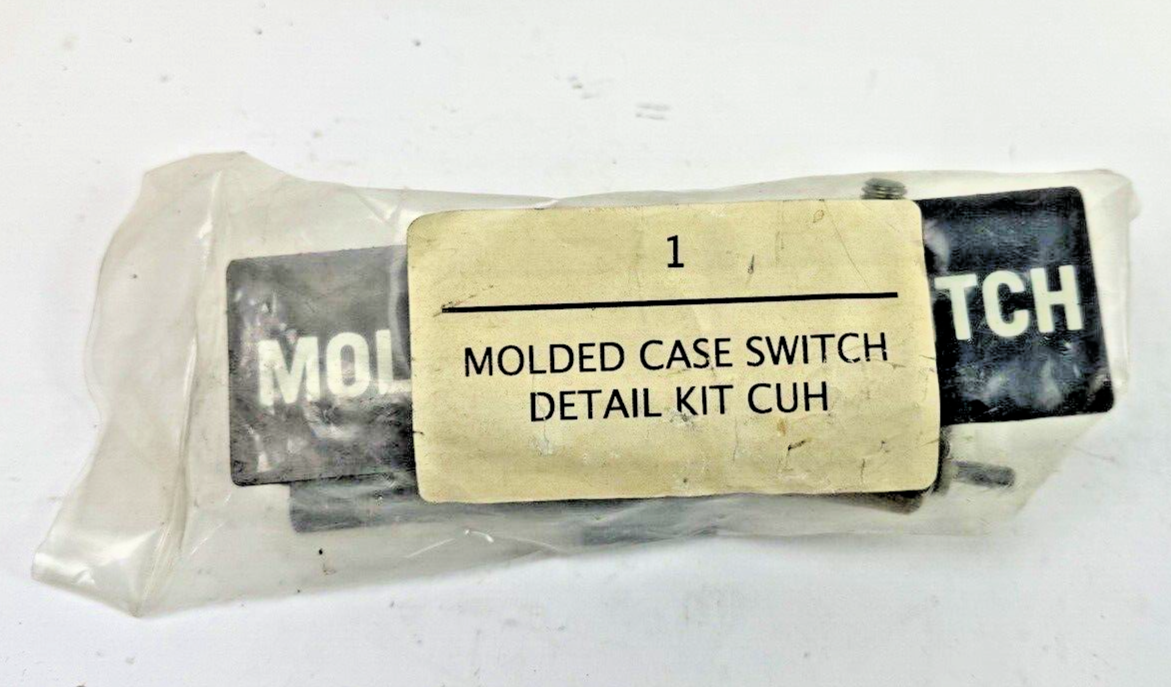 1
MOLDED CASE SWITCH
DETAIL KIT CUH
MOL
TCH